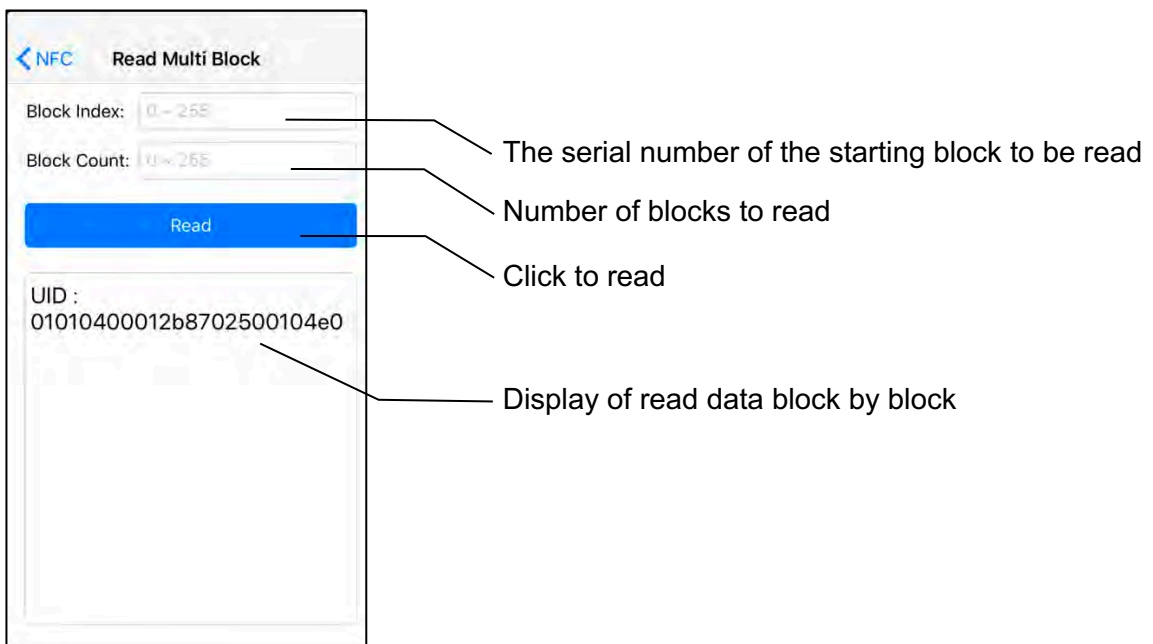 NFC Read Multi Block
Block Index: 0 ~ 255
Block Count: 0 ~ 255
Read
UID :
01010400012b8702500104e0
The serial number of the starting block to be read
Number of blocks to read
Click to read
Display of read data block by block